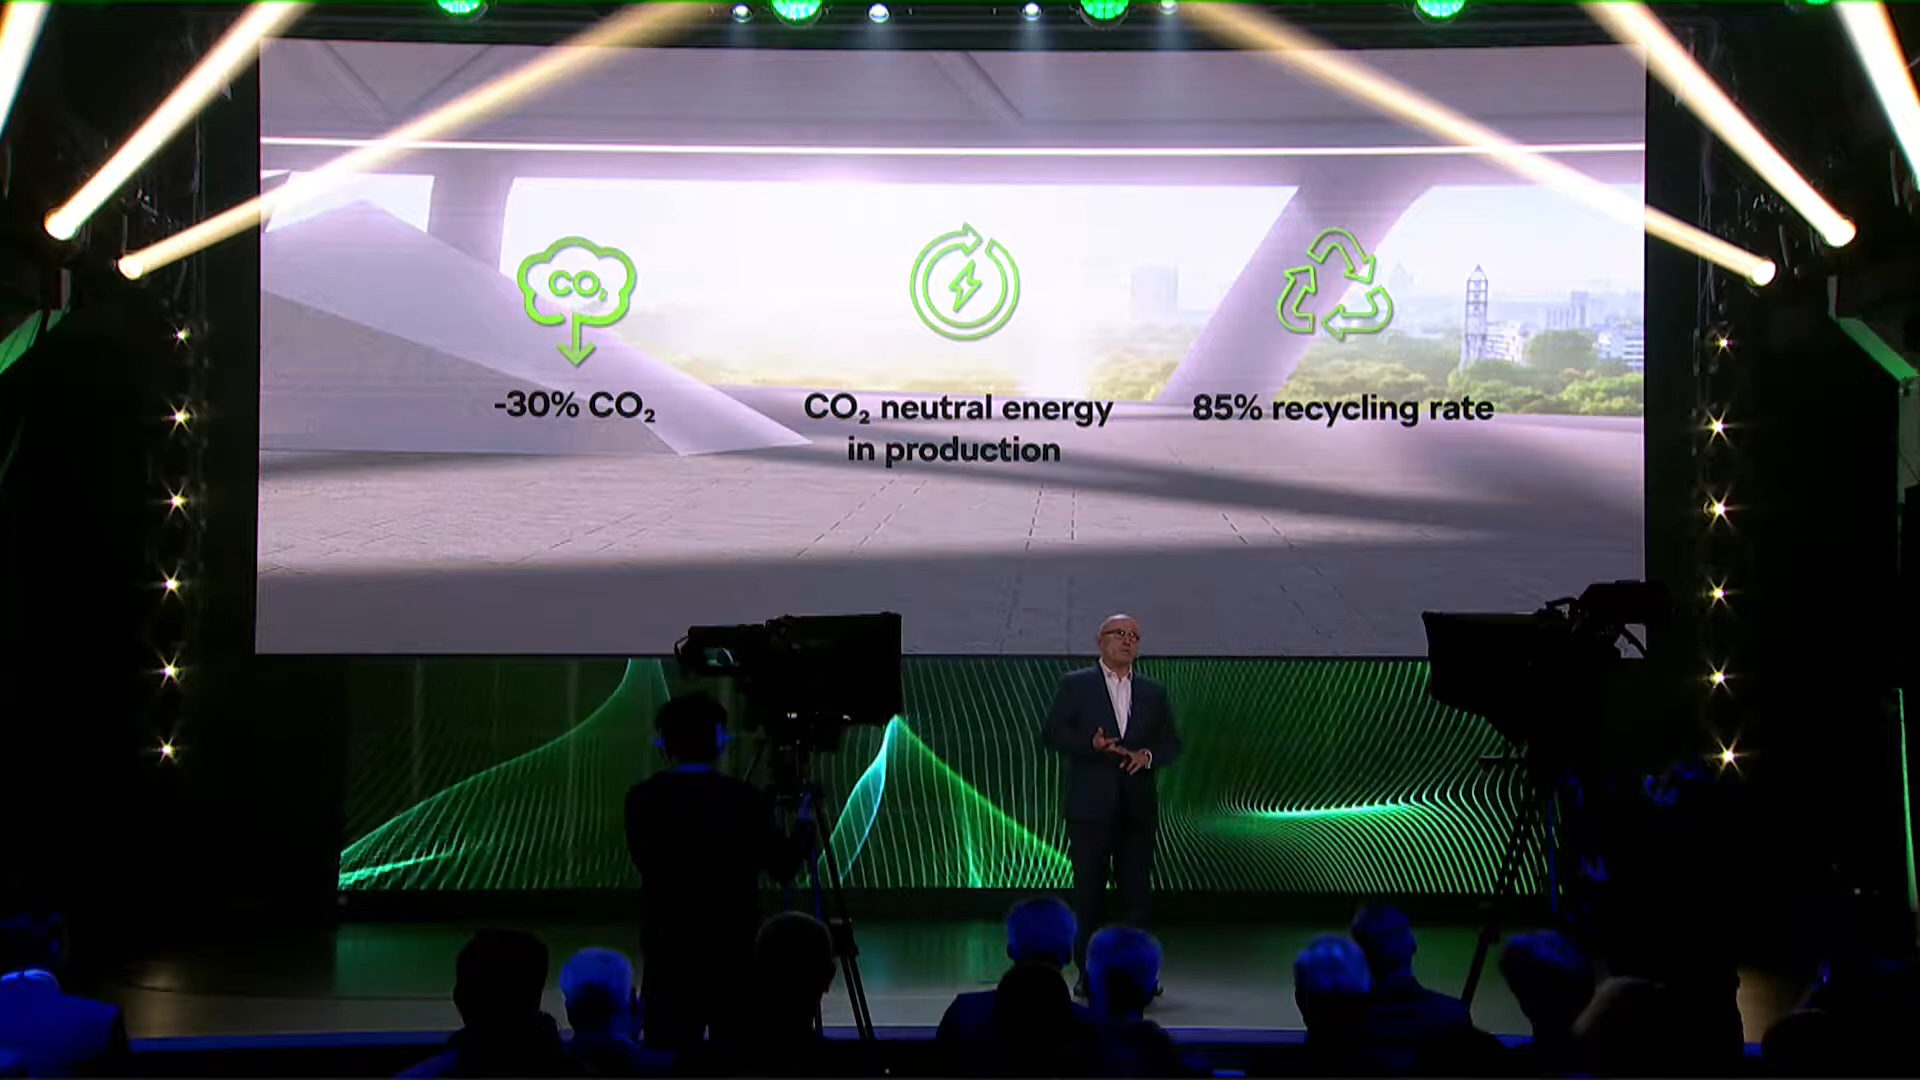 CO₂
-30% CO₂
CO₂ neutral energy
in production
85% recycling rate